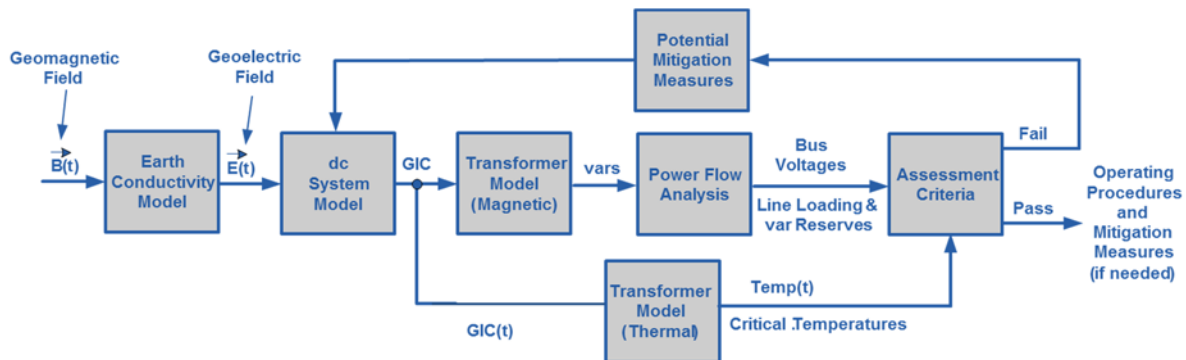 Geomagnetic
Field
Geoelectric
Field
B(t)
Earth
Conductivity
Model
E(t)
dc
System
Model
GIC
Transformer
Model
(Magnetic)
vars
Power Flow
Analysis
Bus
Voltages
Line Loading &
var Reserves
Assessment
Criteria
Fail
Potential
Mitigation
Measures
Pass
Operating
Procedures
and
Mitigation
Measures
(if needed)
GIC(t)
Transformer
Model
(Thermal)
Temp(t)
Critical .Temperatures